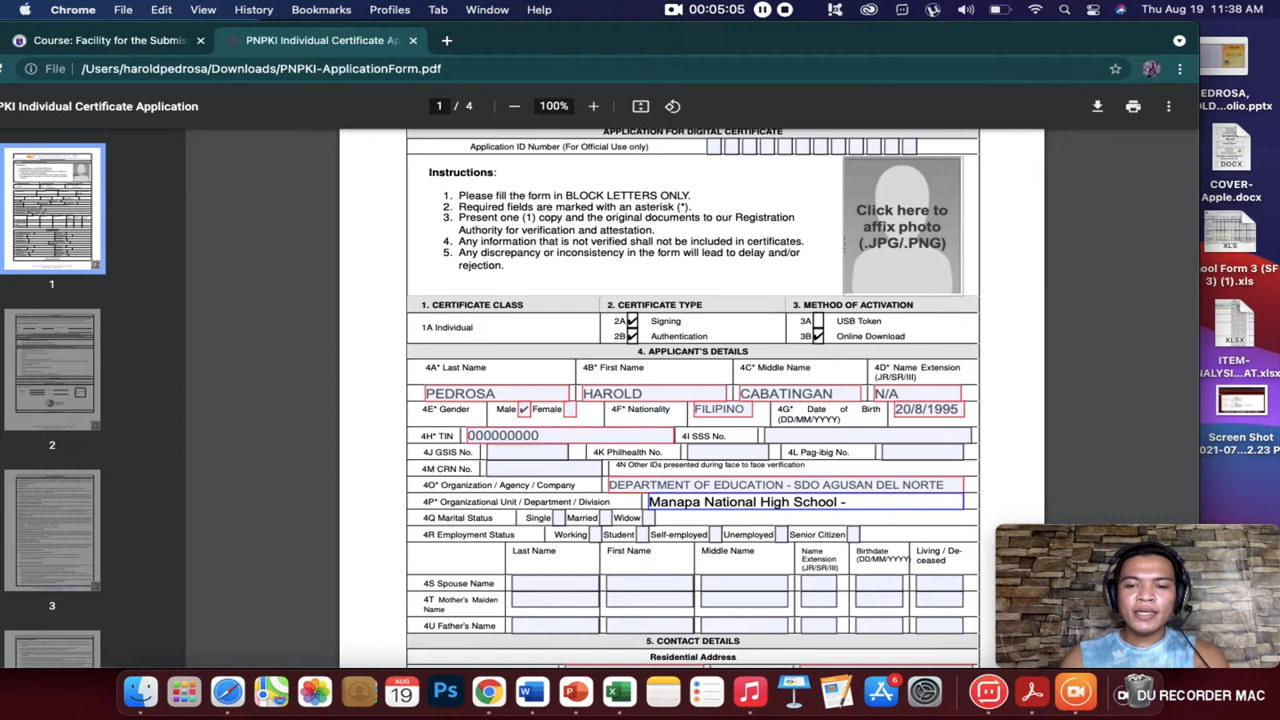 Chrome File Edit View History Bookmarks Profiles Tab Window Help 00:05:05 Thu Aug 19 11:38 AM
Course: Facility for the Submis
PNPKI Individual Certificate Ap
File /Users/haroldpedrosa/Downloads/PNPKI-ApplicationForm.pdf
PKI Individual Certificate Application
1 / 4
100%
1
2
3
APPLICATION FOR DIGITAL CERTIFICATE
Application ID Number (For Official Use only)
Instructions:
1. Please fill the form in BLOCK LETTERS ONLY.
2. Required fields are marked with an asterisk (*).
3. Present one (1) copy and the original documents to our Registration
Authority for verification and attestation.
4. Any information that is not verified shall not be included in certificates.
5. Any discrepancy or inconsistency in the form will lead to delay and/or
rejection.
Click here to
affix photo
(.JPG/.PNG)
1. CERTIFICATE CLASS 2. CERTIFICATE TYPE 3. METHOD OF ACTIVATION
1A Individual
2A Signing
2B Authentication
3A USB Token
3B Online Download
4. APPLICANT'S DETAILS
4A* Last Name 4B* First Name 4C* Middle Name 4D* Name Extension
(JR/SR/III)
PEDROSA HAROLD CABATINGAN N/A
4E* Gender Male Female 4F* Nationality FILIPINO 4G* Date of Birth
(DD/MM/YYYY) 20/8/1995
4H* TIN 000000000 4I SSS No.
4J GSIS No. 4K Philhealth No. 4L Pag-ibig No.
4M CRN No. 4N Other IDs presented during face to face verification
4O* Organization / Agency / Company DEPARTMENT OF EDUCATION - SDO AGUSAN DEL NORTE
4P* Organizational Unit / Department / Division Manapa National High School -
4Q Marital Status Single Married Widow
4R Employment Status Working Student Self-employed Unemployed Senior Citizen
Last Name First Name Middle Name Name
Extension
(JR/SR/III) Birthdate
(DD/MM/YYYY) Living / De-
ceased
4S Spouse Name
4T Mother's Maiden
Name
4U Father's Name
5. CONTACT DETAILS
Residential Address
EDROSA,
OLD...olio.pptx
DOCX
COVER-
Apple.docx
XLS
ool Form 3 (SF
3) (1).xls
XLSX
ITEM-
ANALYSI...AT.xlsx
Screen Shot
2021-07...2.23 P
AUG
19
Ps
6
DU RECORDER MAC